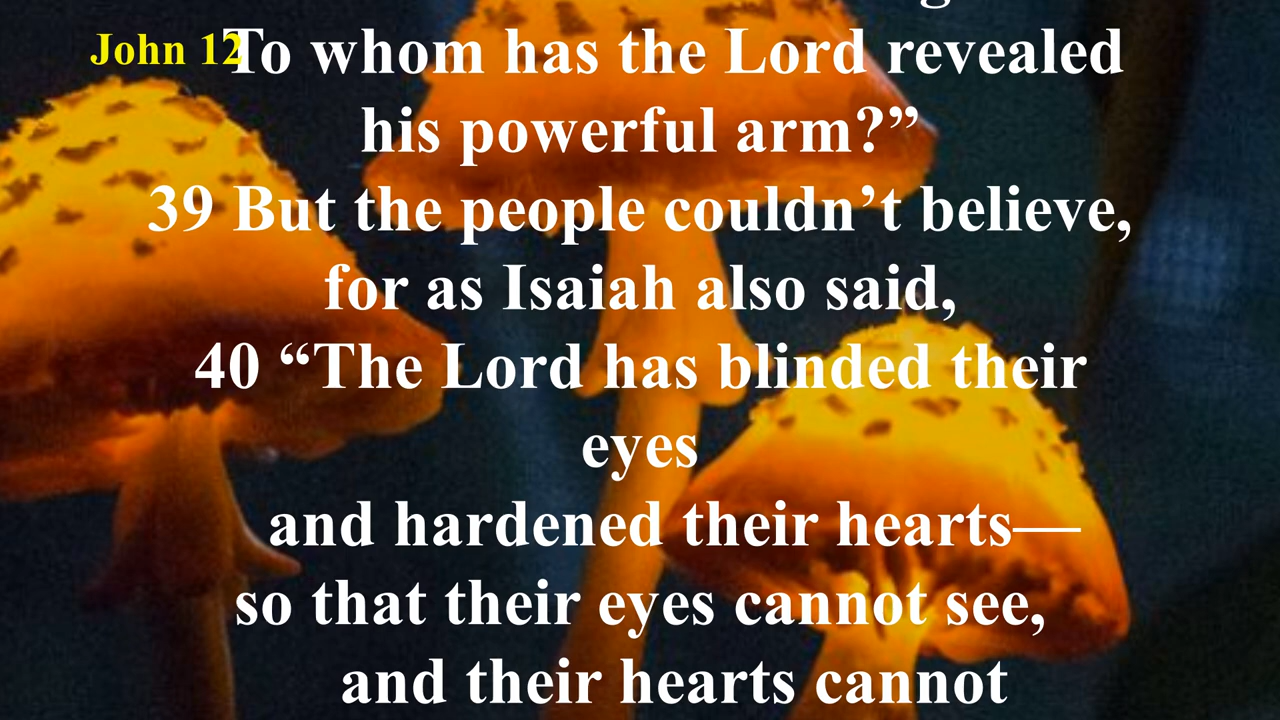 John 12
To whom has the Lord revealed
his powerful arm?”
39 But the people couldn’t believe,
for as Isaiah also said,
40 “The Lord has blinded their
eyes
and hardened their hearts—
so that their eyes cannot see,
and their hearts cannot